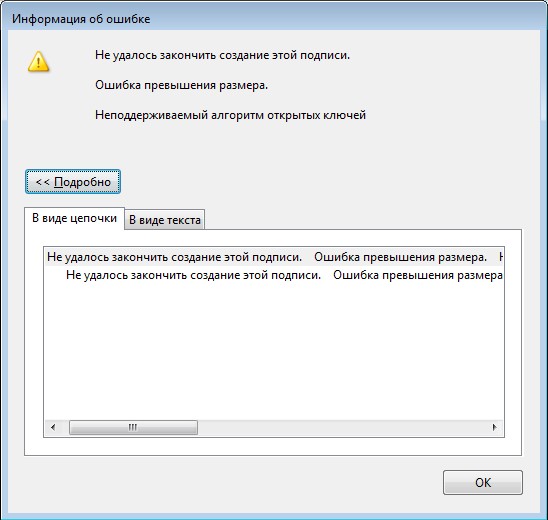 Информация об ошибке
Не удалось закончить создание этой подписи.
Ошибка превышения размера.
Неподдерживаемый алгоритм открытых ключей
<< Подробно
В виде цепочки В виде текста
Не удалось закончить создание этой подписи. Ошибка превышения размера.
Не удалось закончить создание этой подписи. Ошибка превышения размера
OK